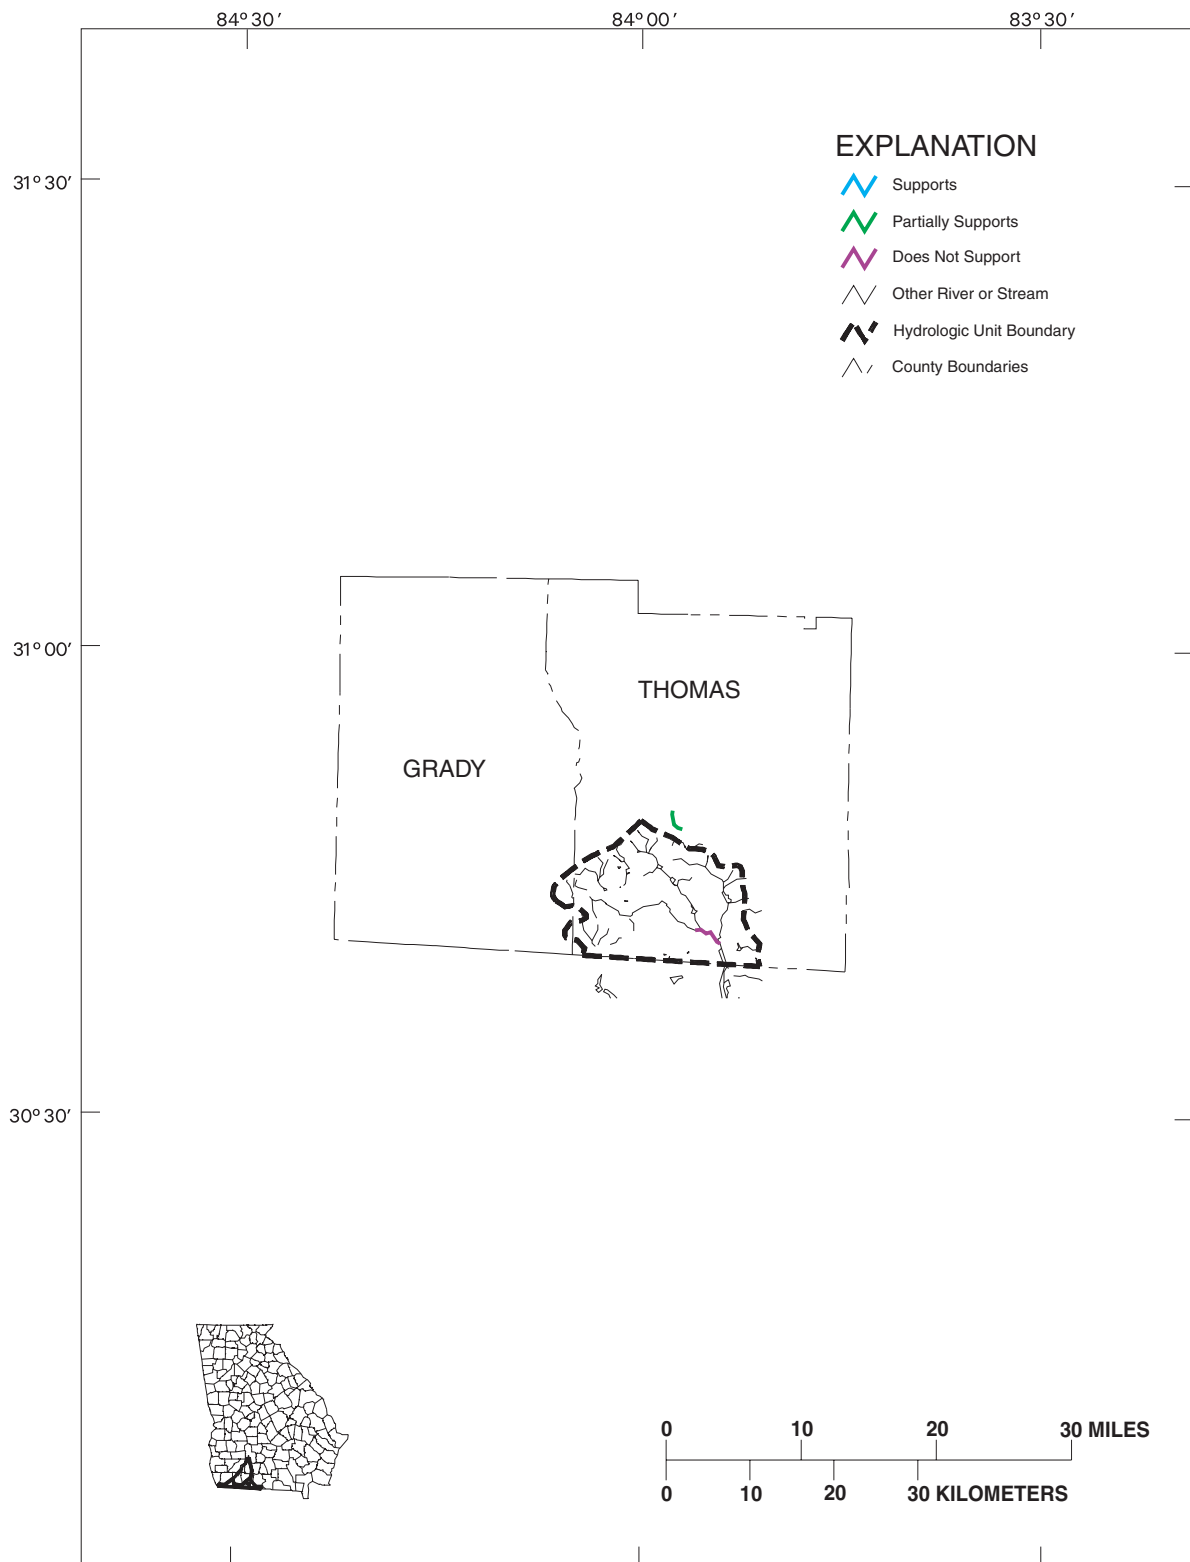 84° 30′ 84° 00′ 83° 30′
EXPLANATION
31° 30′
Supports
Partially Supports
Does Not Support
Other River or Stream
Hydrologic Unit Boundary
County Boundaries
31° 00′
THOMAS
GRADY
30° 30′
0 10 20 30 MILES
0 10 20 30 KILOMETERS